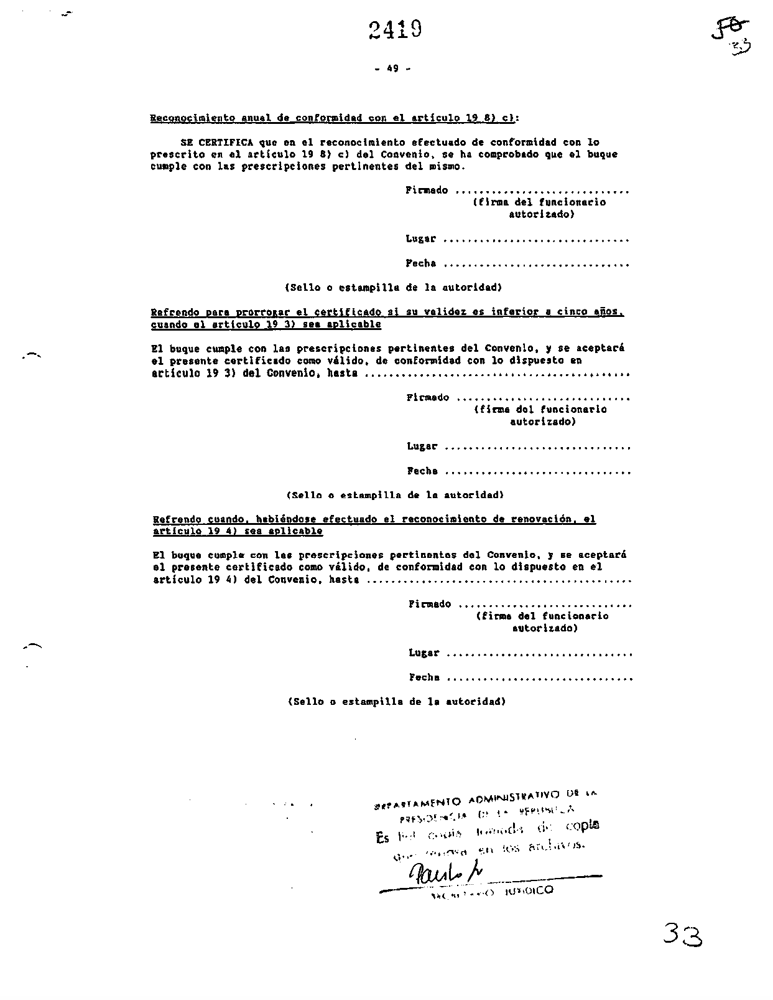 2419
33
- 49 -
Reconocimiento anual de conformidad con el artículo 19 8) c):
SE CERTIFICA que en el reconocimiento efectuado de conformidad con lo
prescrito en el artículo 19 8) c) del Convenio, se ha comprobado que el buque
cumple con las prescripciones pertinentes del mismo.
Firmado .............................
(firma del funcionario
autorizado)
Lugar ...............................
Fecha ...............................
(Sello o estampilla de la autoridad)
Refrendo para prorrogar el certificado si su validez es inferior a cinco años,
cuando el artículo 19 3) sea aplicable
El buque cumple con las prescripciones pertinentes del Convenio, y se aceptará
el presente certificado como válido, de conformidad con lo dispuesto en
artículo 19 3) del Convenio, hasta ............................................
Firmado .............................
(firma del funcionario
autorizado)
Lugar ...............................
Fecha ...............................
(Sello o estampilla de la autoridad)
Refrendo cuando, habiéndose efectuado el reconocimiento de renovación, el
artículo 19 4) sea aplicable
El buque cumple con las prescripciones pertinentes del Convenio, y se aceptará
el presente certificado como válido, de conformidad con lo dispuesto en el
artículo 19 4) del Convenio, hasta ............................................
Firmado .............................
(firma del funcionario
autorizado)
Lugar ...............................
Fecha ...............................
(Sello o estampilla de la autoridad)
DEPARTAMENTO ADMINISTRATIVO DE LA
PRESIDENCIA DE LA REPUBLICA
Es fiel copia tomada de copia
que reposa en los archivos.
SECRETARIO JURIDICO
33